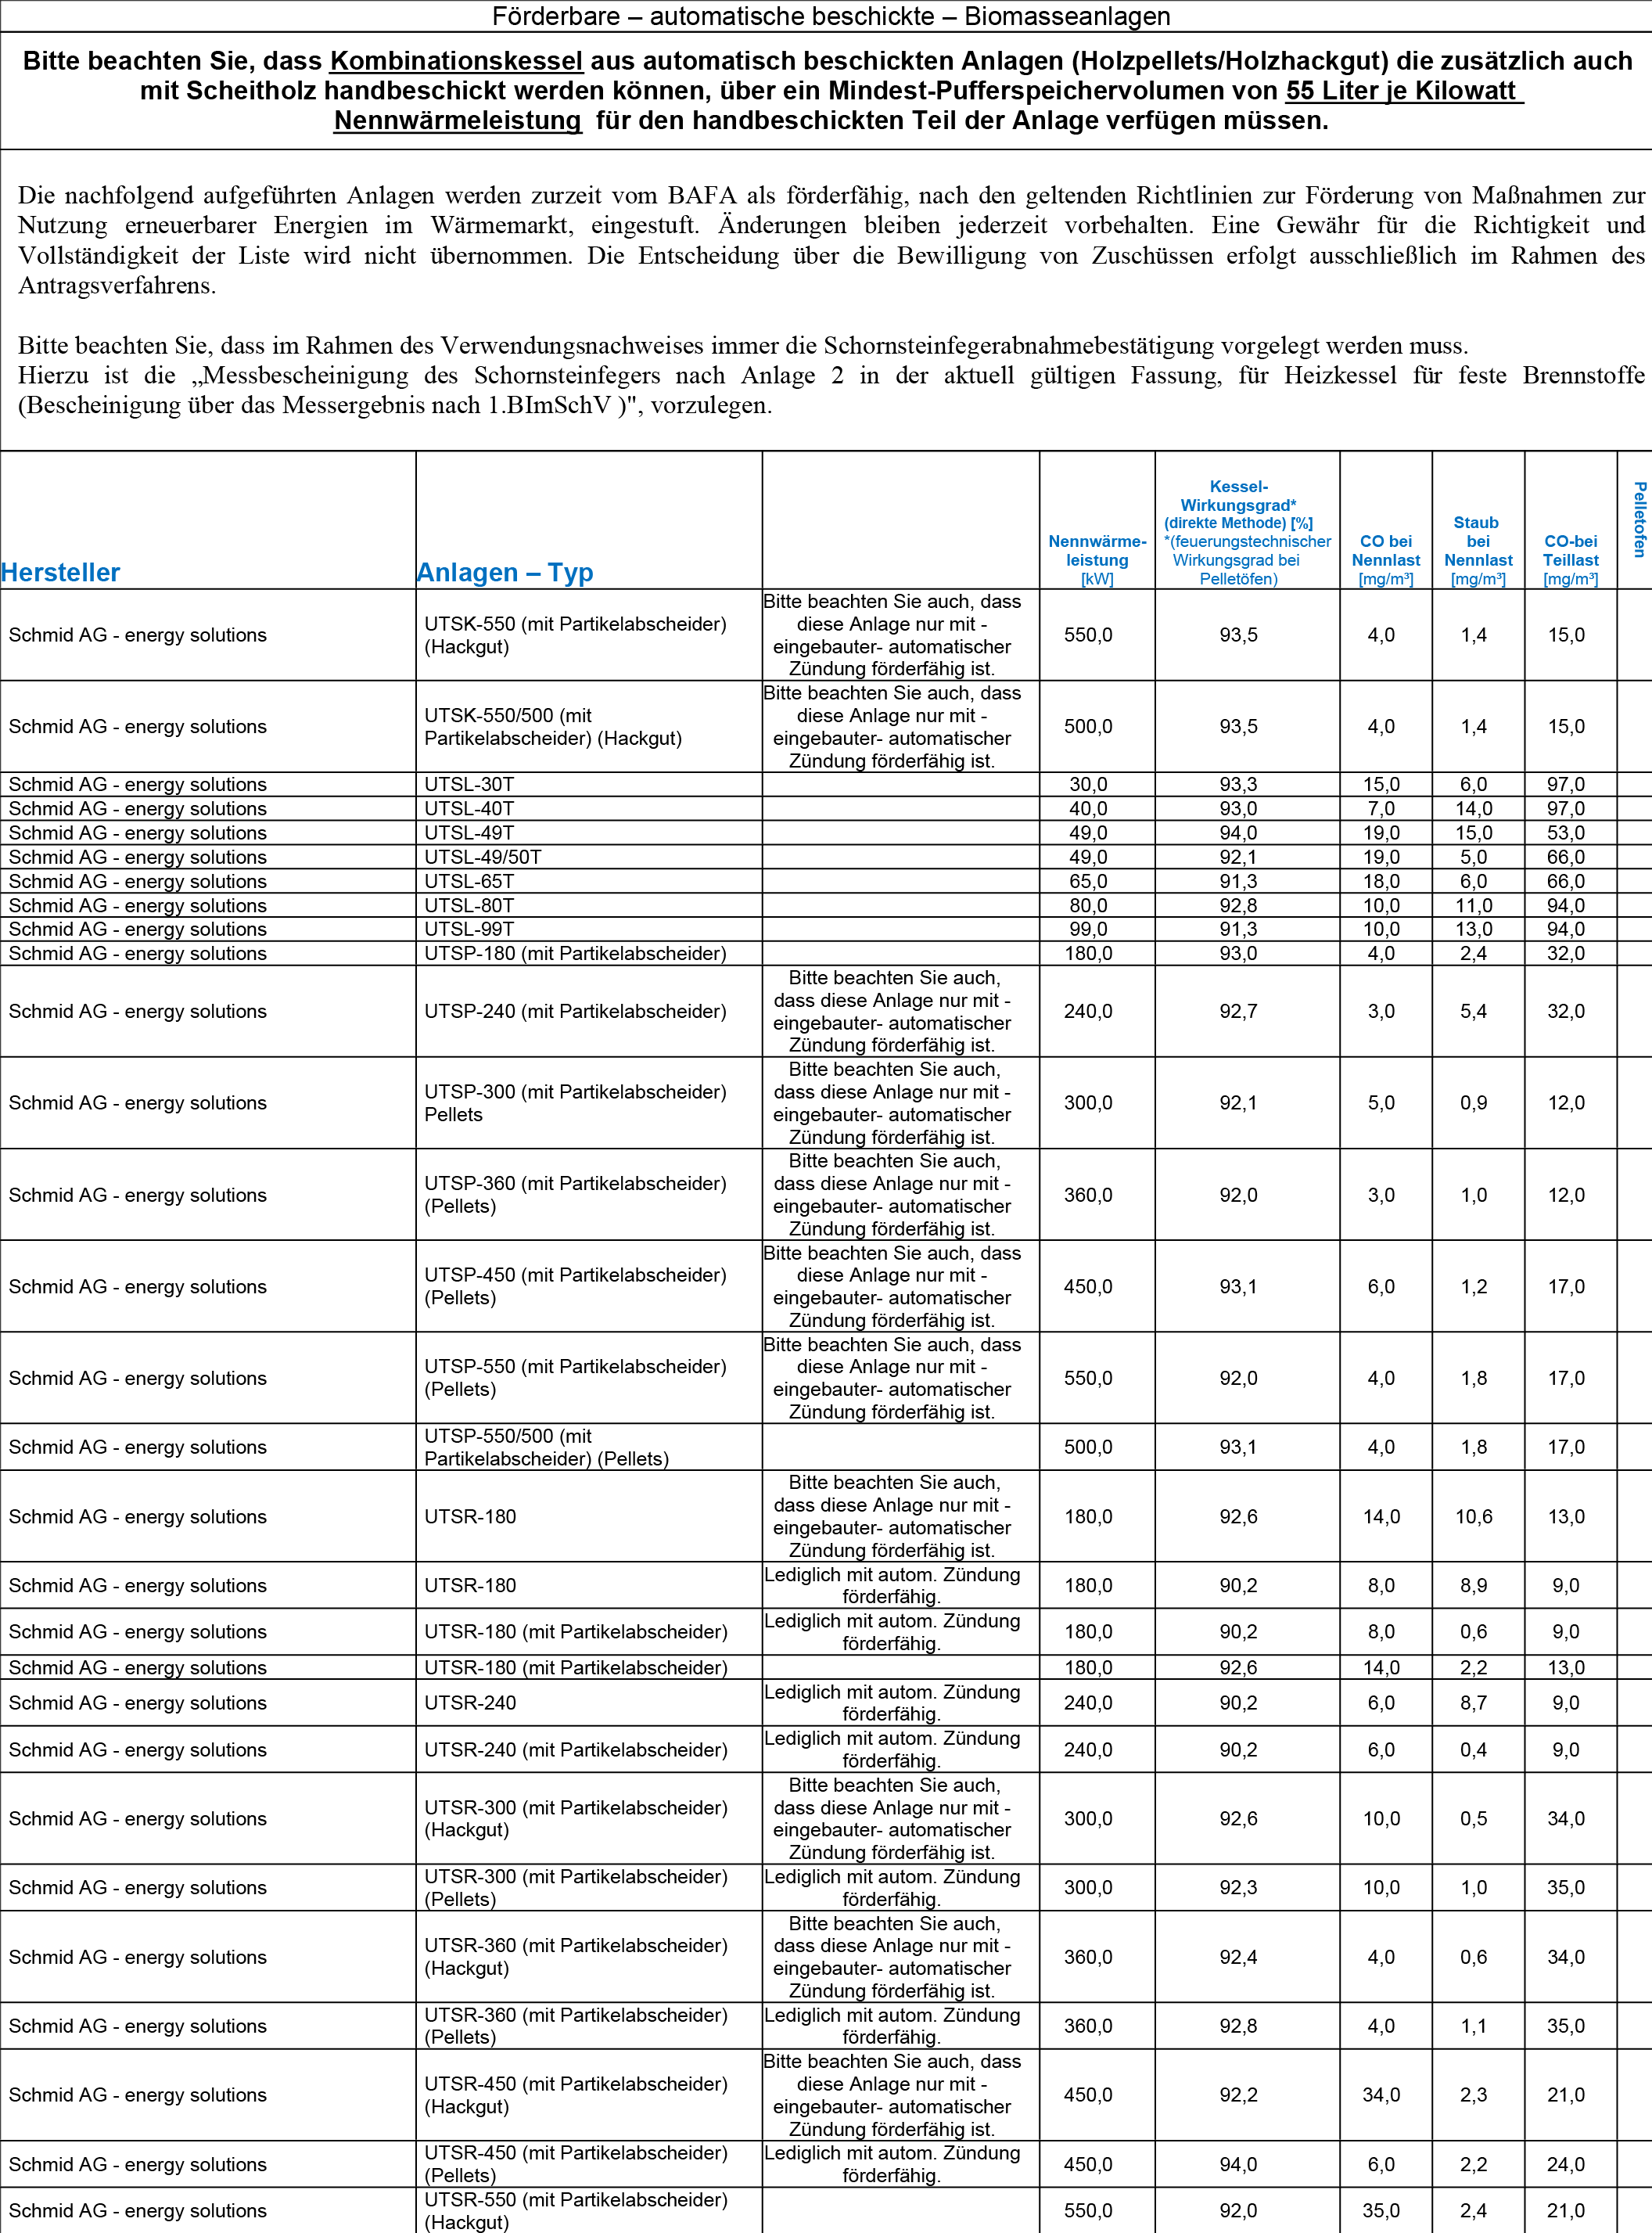 Förderbare – automatische beschickte – Biomasseanlagen
Bitte beachten Sie, dass Kombinationskessel aus automatisch beschickten Anlagen (Holzpellets/Holzhackgut) die zusätzlich auch
mit Scheitholz handbeschickt werden können, über ein Mindest-Pufferspeichervolumen von 55 Liter je Kilowatt
Nennwärmeleistung für den handbeschickten Teil der Anlage verfügen müssen.
Die nachfolgend aufgeführten Anlagen werden zurzeit vom BAFA als förderfähig, nach den geltenden Richtlinien zur Förderung von Maßnahmen zur
Nutzung erneuerbarer Energien im Wärmemarkt, eingestuft. Änderungen bleiben jederzeit vorbehalten. Eine Gewähr für die Richtigkeit und
Vollständigkeit der Liste wird nicht übernommen. Die Entscheidung über die Bewilligung von Zuschüssen erfolgt ausschließlich im Rahmen des
Antragsverfahrens.
Bitte beachten Sie, dass im Rahmen des Verwendungsnachweises immer die Schornsteinfegerabnahmebestätigung vorgelegt werden muss.
Hierzu ist die „Messbescheinigung des Schornsteinfegers nach Anlage 2 in der aktuell gültigen Fassung, für Heizkessel für feste Brennstoffe
(Bescheinigung über das Messergebnis nach 1.BImSchV )", vorzulegen.
Hersteller
Anlagen – Typ
Nennwärme-
leistung
[kW]
Kessel-
Wirkungsgrad*
(direkte Methode) [%]
*(feuerungstechnischer
Wirkungsgrad bei
Pelletöfen)
CO bei
Nennlast
[mg/m³]
Staub
bei
Nennlast
[mg/m³]
CO-bei
Teillast
[mg/m³]
Pelletofen
Schmid AG - energy solutions
UTSK-550 (mit Partikelabscheider)
(Hackgut)
Bitte beachten Sie auch, dass
diese Anlage nur mit -
eingebauter- automatischer
Zündung förderfähig ist.
550,0 93,5 4,0 1,4 15,0
Schmid AG - energy solutions
UTSK-550/500 (mit
Partikelabscheider) (Hackgut)
Bitte beachten Sie auch, dass
diese Anlage nur mit -
eingebauter- automatischer
Zündung förderfähig ist.
500,0 93,5 4,0 1,4 15,0
Schmid AG - energy solutions UTSL-30T 30,0 93,3 15,0 6,0 97,0
Schmid AG - energy solutions UTSL-40T 40,0 93,0 7,0 14,0 97,0
Schmid AG - energy solutions UTSL-49T 49,0 94,0 19,0 15,0 53,0
Schmid AG - energy solutions UTSL-49/50T 49,0 92,1 19,0 5,0 66,0
Schmid AG - energy solutions UTSL-65T 65,0 91,3 18,0 6,0 66,0
Schmid AG - energy solutions UTSL-80T 80,0 92,8 10,0 11,0 94,0
Schmid AG - energy solutions UTSL-99T 99,0 91,3 10,0 13,0 94,0
Schmid AG - energy solutions UTSP-180 (mit Partikelabscheider) 180,0 93,0 4,0 2,4 32,0
Schmid AG - energy solutions
UTSP-240 (mit Partikelabscheider)
Bitte beachten Sie auch,
dass diese Anlage nur mit -
eingebauter- automatischer
Zündung förderfähig ist.
240,0 92,7 3,0 5,4 32,0
Schmid AG - energy solutions
UTSP-300 (mit Partikelabscheider)
Pellets
Bitte beachten Sie auch,
dass diese Anlage nur mit -
eingebauter- automatischer
Zündung förderfähig ist.
300,0 92,1 5,0 0,9 12,0
Schmid AG - energy solutions
UTSP-360 (mit Partikelabscheider)
(Pellets)
Bitte beachten Sie auch,
dass diese Anlage nur mit -
eingebauter- automatischer
Zündung förderfähig ist.
360,0 92,0 3,0 1,0 12,0
Schmid AG - energy solutions
UTSP-450 (mit Partikelabscheider)
(Pellets)
Bitte beachten Sie auch, dass
diese Anlage nur mit -
eingebauter- automatischer
Zündung förderfähig ist.
450,0 93,1 6,0 1,2 17,0
Schmid AG - energy solutions
UTSP-550 (mit Partikelabscheider)
(Pellets)
Bitte beachten Sie auch, dass
diese Anlage nur mit -
eingebauter- automatischer
Zündung förderfähig ist.
550,0 92,0 4,0 1,8 17,0
Schmid AG - energy solutions
UTSP-550/500 (mit
Partikelabscheider) (Pellets)
500,0 93,1 4,0 1,8 17,0
Schmid AG - energy solutions
UTSR-180
Bitte beachten Sie auch,
dass diese Anlage nur mit -
eingebauter- automatischer
Zündung förderfähig ist.
180,0 92,6 14,0 10,6 13,0
Schmid AG - energy solutions
UTSR-180
Lediglich mit autom. Zündung
förderfähig.
180,0 90,2 8,0 8,9 9,0
Schmid AG - energy solutions
UTSR-180 (mit Partikelabscheider)
Lediglich mit autom. Zündung
förderfähig.
180,0 90,2 8,0 0,6 9,0
Schmid AG - energy solutions UTSR-180 (mit Partikelabscheider) 180,0 92,6 14,0 2,2 13,0
Schmid AG - energy solutions
UTSR-240
Lediglich mit autom. Zündung
förderfähig.
240,0 90,2 6,0 8,7 9,0
Schmid AG - energy solutions
UTSR-240 (mit Partikelabscheider)
Lediglich mit autom. Zündung
förderfähig.
240,0 90,2 6,0 0,4 9,0
Schmid AG - energy solutions
UTSR-300 (mit Partikelabscheider)
(Hackgut)
Bitte beachten Sie auch,
dass diese Anlage nur mit -
eingebauter- automatischer
Zündung förderfähig ist.
300,0 92,6 10,0 0,5 34,0
Schmid AG - energy solutions
UTSR-300 (mit Partikelabscheider)
(Pellets)
Lediglich mit autom. Zündung
förderfähig.
300,0 92,3 10,0 1,0 35,0
Schmid AG - energy solutions
UTSR-360 (mit Partikelabscheider)
(Hackgut)
Bitte beachten Sie auch,
dass diese Anlage nur mit -
eingebauter- automatischer
Zündung förderfähig ist.
360,0 92,4 4,0 0,6 34,0
Schmid AG - energy solutions
UTSR-360 (mit Partikelabscheider)
(Pellets)
Lediglich mit autom. Zündung
förderfähig.
360,0 92,8 4,0 1,1 35,0
Schmid AG - energy solutions
UTSR-450 (mit Partikelabscheider)
(Hackgut)
Bitte beachten Sie auch, dass
diese Anlage nur mit -
eingebauter- automatischer
Zündung förderfähig ist.
450,0 92,2 34,0 2,3 21,0
Schmid AG - energy solutions
UTSR-450 (mit Partikelabscheider)
(Pellets)
Lediglich mit autom. Zündung
förderfähig.
450,0 94,0 6,0 2,2 24,0
Schmid AG - energy solutions
UTSR-550 (mit Partikelabscheider)
(Hackgut)
550,0 92,0 35,0 2,4 21,0